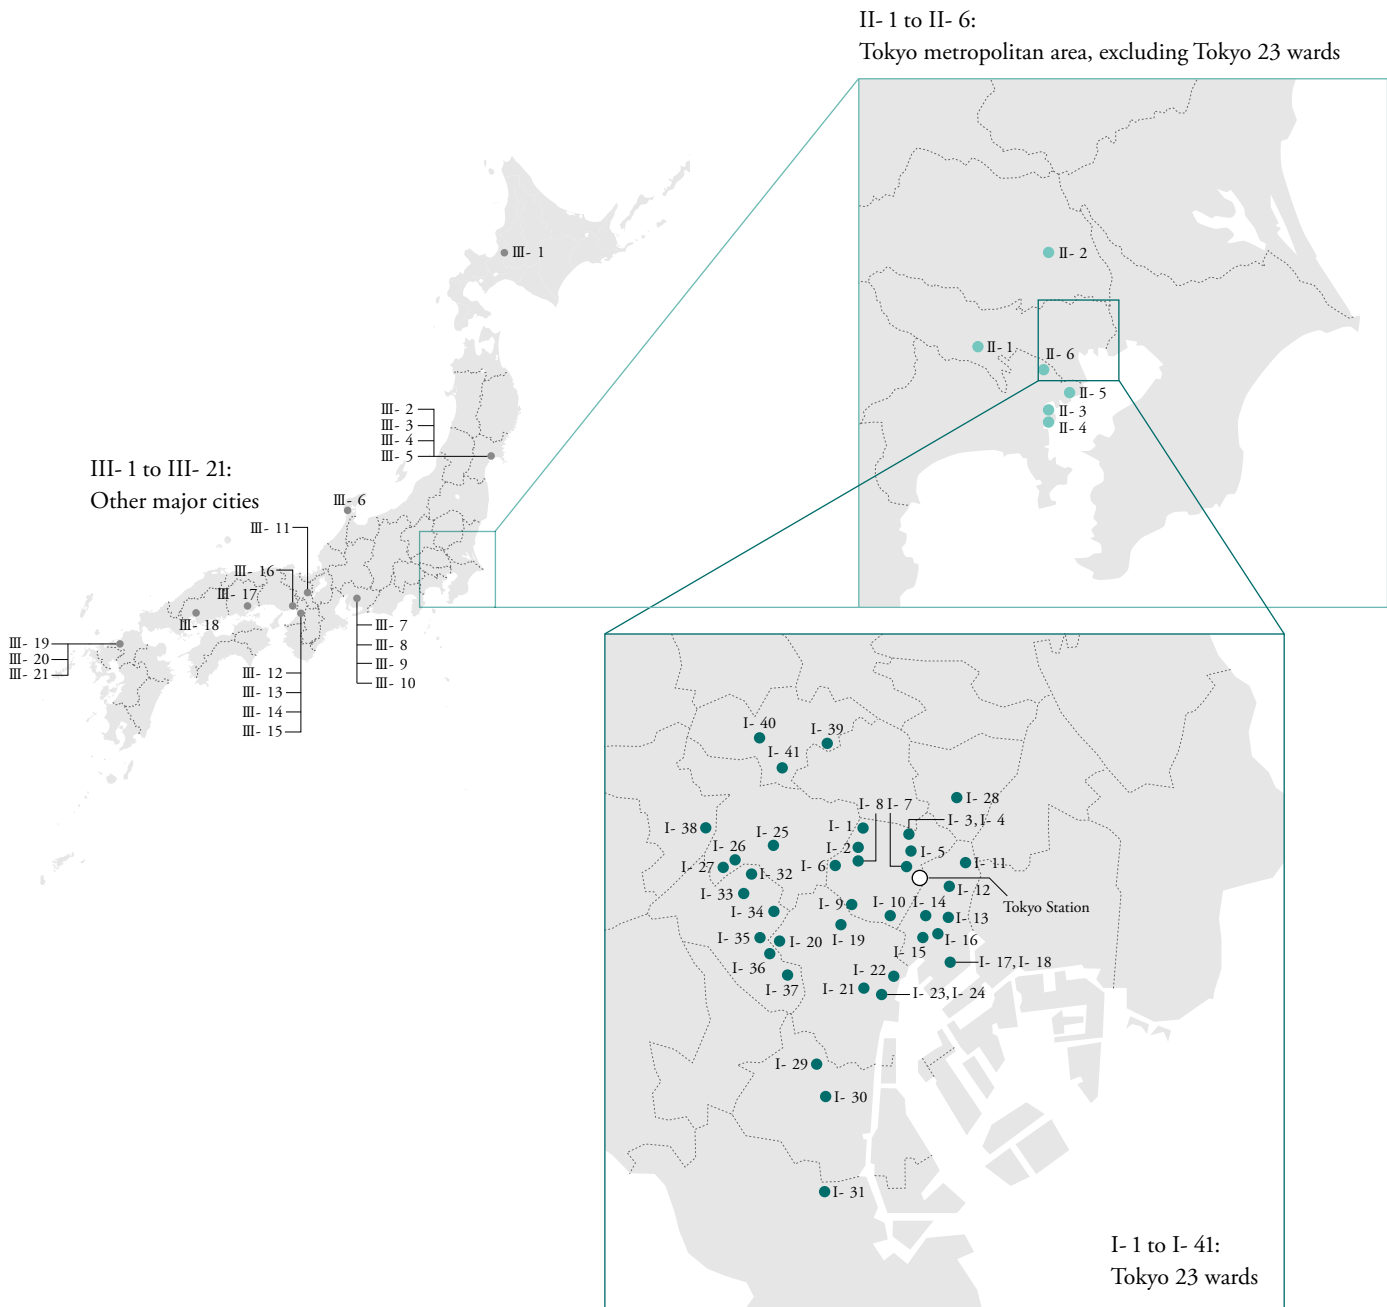 II- 1 to II- 6:
Tokyo metropolitan area, excluding Tokyo 23 wards
II- 2
II- 1
II- 6
II- 5
II- 3
II- 4
III- 1
III- 2
III- 3
III- 4
III- 5
III- 1 to III- 21:
Other major cities
III- 6
III- 11
III- 16
III- 17
III- 18
III- 19
III- 20
III- 21
III- 7
III- 8
III- 9
III- 10
III- 12
III- 13
III- 14
III- 15
I- 40
I- 39
I- 41
I- 28
I- 8 I- 7
I- 3, I- 4
I- 38
I- 25
I- 1
I- 26
I- 2
I- 5
I- 27
I- 32
I- 6
I- 11
I- 33
I- 12
Tokyo Station
I- 34
I- 9
I- 10
I- 14
I- 13
I- 35
I- 20
I- 19
I- 15
I- 16
I- 36
I- 37
I- 22
I- 17, I- 18
I- 21
I- 23, I- 24
I- 29
I- 30
I- 31
I- 1 to I- 41:
Tokyo 23 wards